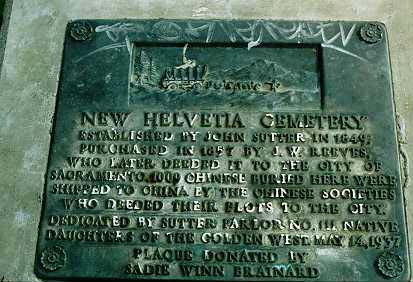 NEW HELVETIA CEMETERY
ESTABLISHED BY JOHN SUTTER IN 1849;
PURCHASED IN 1857 BY J. W. REEVES,
WHO LATER DEEDED IT TO THE CITY OF
SACRAMENTO. 1000 CHINESE BURIED HERE WERE
SHIPPED TO CHINA BY THE CHINESE SOCIETIES
WHO DEEDED THEIR PLOTS TO THE CITY.
DEDICATED BY SUTTER PARLOR NO. 111, NATIVE
DAUGHTERS OF THE GOLDEN WEST, MAY 14, 1937
PLAQUE DONATED BY
SADIE WINN BRAINARD